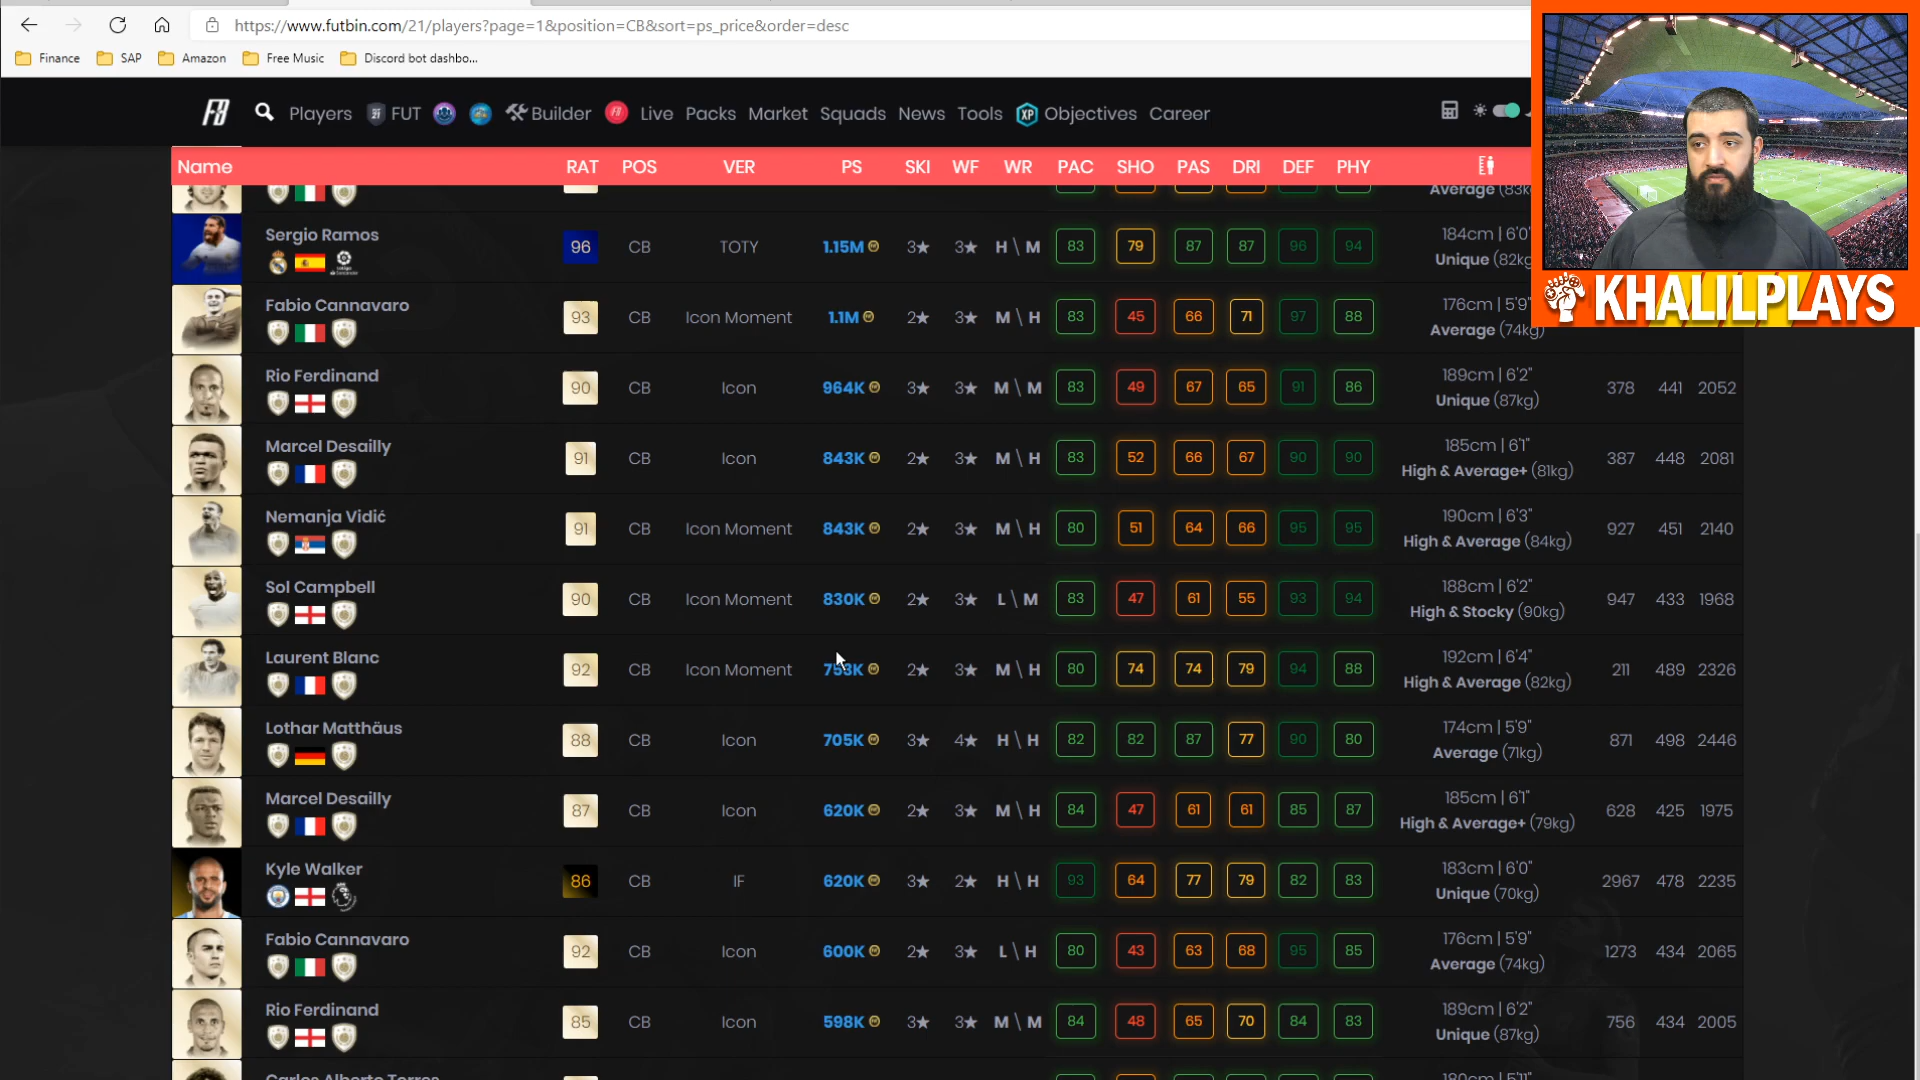 https://www.futbin.com/21/players?page=1&position=CB&sort=ps_price&order=desc
Finance SAP Amazon Free Music Discord bot dashbo...
Players FUT Builder Live Packs Market Squads News Tools Objectives Career
KHALILPLAYS
Name RAT POS VER PS SKI WF WR PAC SHO PAS DRI DEF PHY
Average (83k
Sergio Ramos 96 CB TOTY 1.15M 3★ 3★ H \ M 83 79 87 87 96 94 184cm | 6'0"
Unique (82kg
Fabio Cannavaro 93 CB Icon Moment 1.1M 2★ 3★ M \ H 83 45 66 71 97 88 176cm | 5'9"
Average (74kg)
Rio Ferdinand 90 CB Icon 964K 3★ 3★ M \ M 83 49 67 65 91 86 189cm | 6'2" 378 441 2052
Unique (87kg)
Marcel Desailly 91 CB Icon 843K 2★ 3★ M \ H 83 52 66 67 90 90 185cm | 6'1" 387 448 2081
High & Average+ (81kg)
Nemanja Vidić 91 CB Icon Moment 843K 2★ 3★ M \ H 80 51 64 66 95 95 190cm | 6'3" 927 451 2140
High & Average (84kg)
Sol Campbell 90 CB Icon Moment 830K 2★ 3★ L \ M 83 47 61 55 93 94 188cm | 6'2" 947 433 1968
High & Stocky (90kg)
Laurent Blanc 92 CB Icon Moment 753K 2★ 3★ M \ H 80 74 74 79 94 88 192cm | 6'4" 211 489 2326
High & Average (82kg)
Lothar Matthäus 88 CB Icon 705K 3★ 4★ H \ H 82 82 87 77 90 80 174cm | 5'9" 871 498 2446
Average (71kg)
Marcel Desailly 87 CB Icon 620K 2★ 3★ M \ H 84 47 61 61 85 87 185cm | 6'1" 628 425 1975
High & Average+ (79kg)
Kyle Walker 86 CB IF 620K 3★ 2★ H \ H 93 64 77 79 82 83 183cm | 6'0" 2967 478 2235
Unique (70kg)
Fabio Cannavaro 92 CB Icon 600K 2★ 3★ L \ H 80 43 63 68 95 85 176cm | 5'9" 1273 434 2065
Average (74kg)
Rio Ferdinand 85 CB Icon 598K 3★ 3★ M \ M 84 48 65 70 84 83 189cm | 6'2" 756 434 2005
Unique (87kg)
Carlos Alberto Torres 180cm | 5'11"